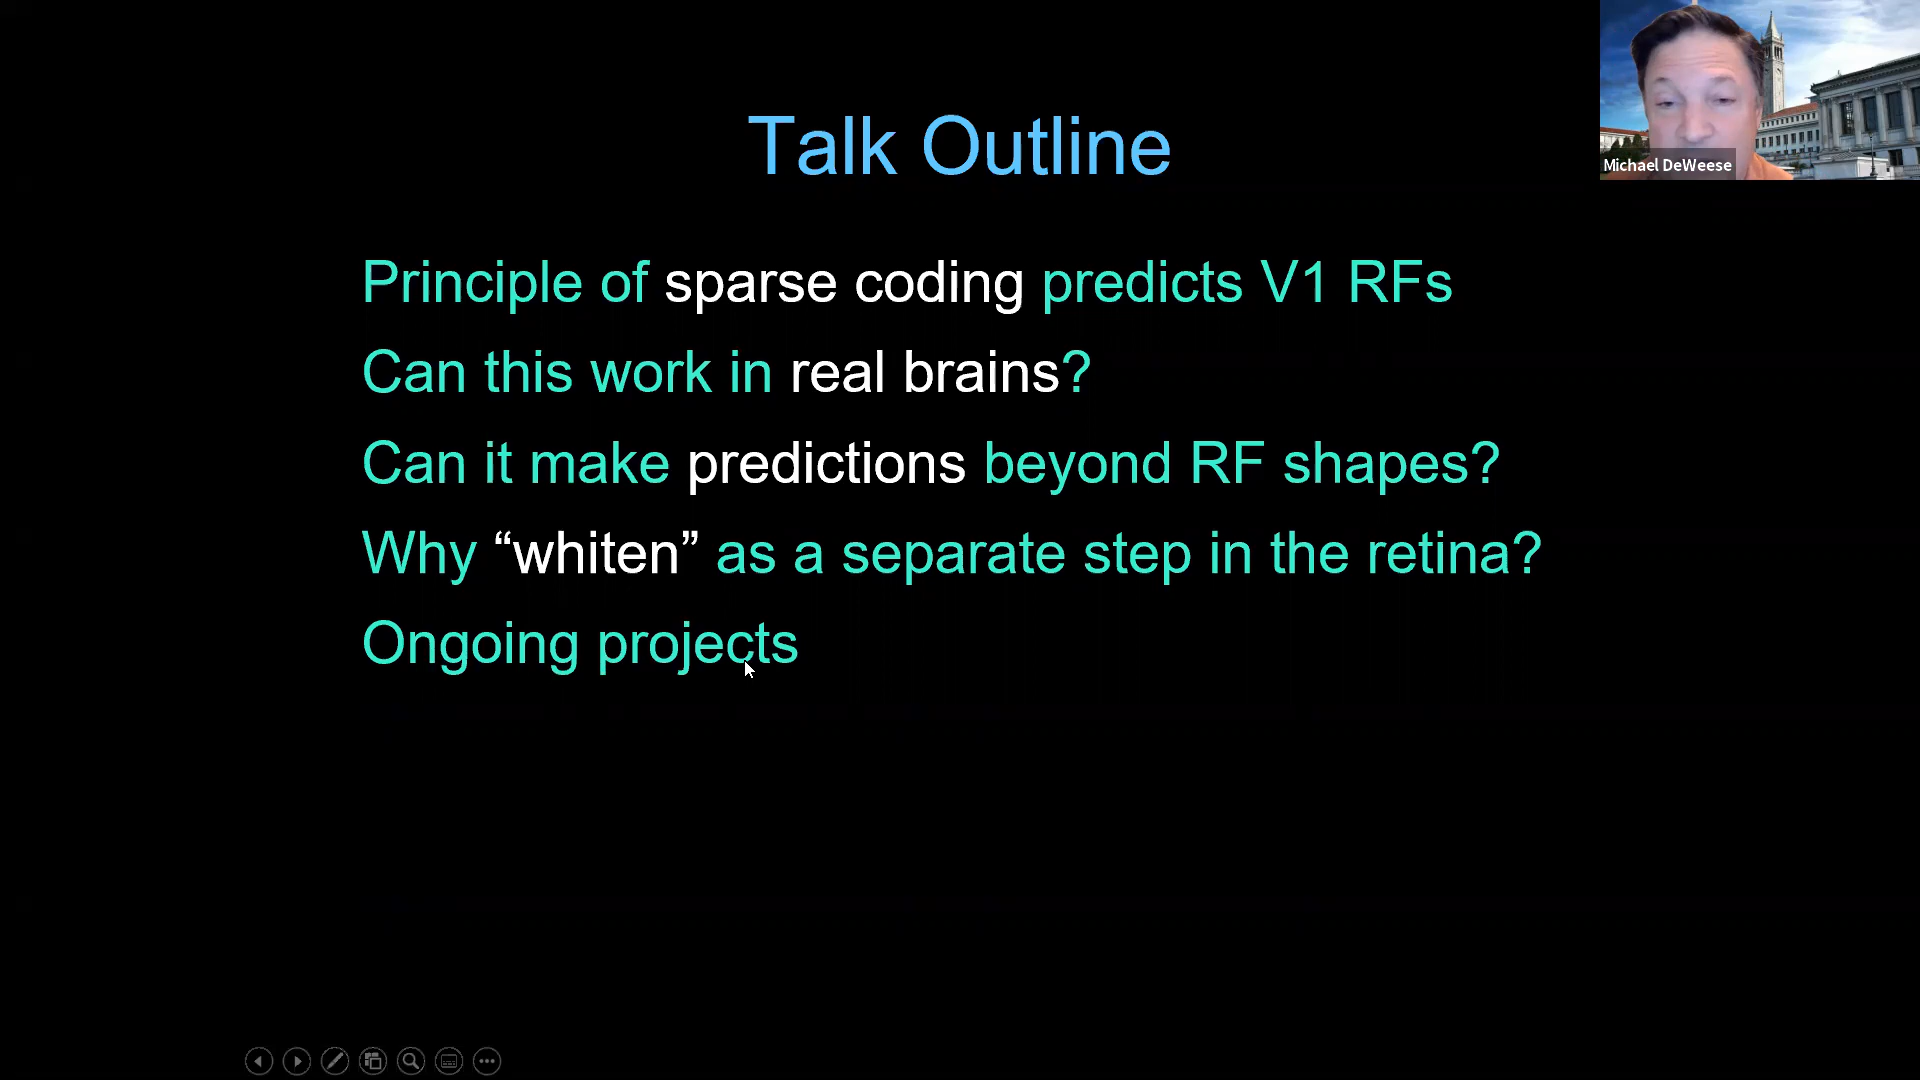 Talk Outline
Michael DeWeese
Principle of sparse coding predicts V1 RFs
Can this work in real brains?
Can it make predictions beyond RF shapes?
Why “whiten” as a separate step in the retina?
Ongoing projects